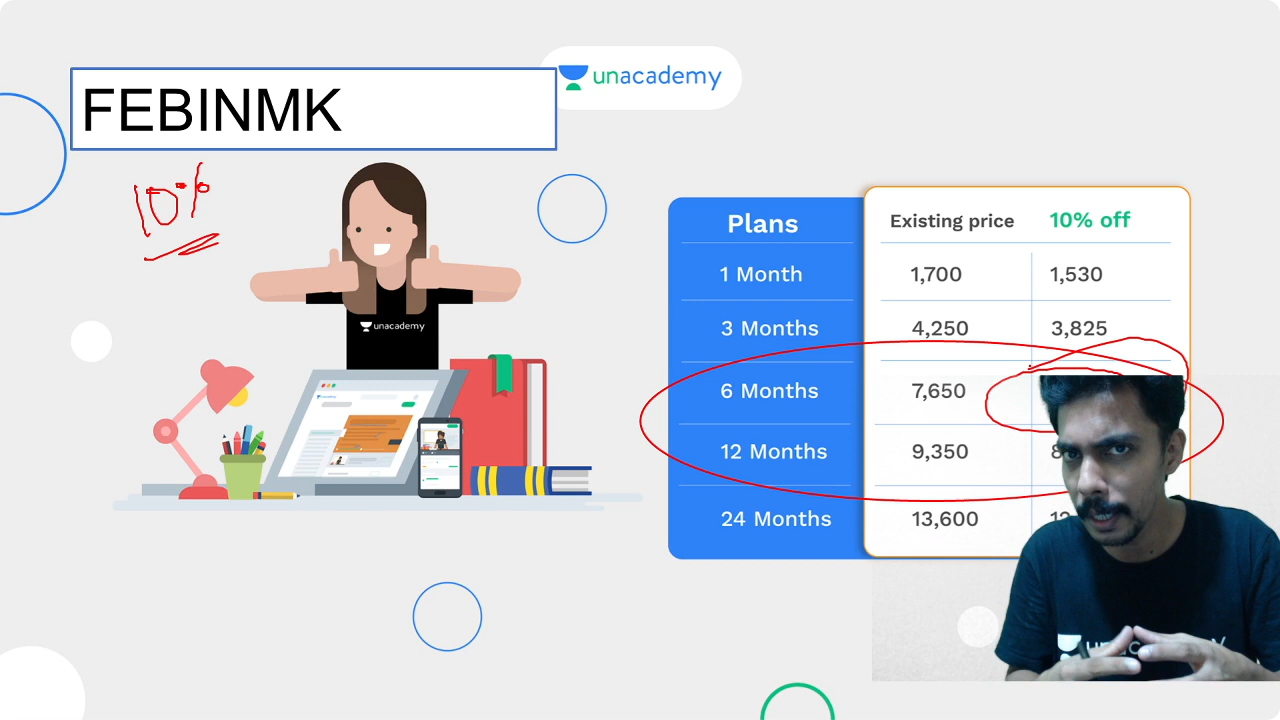 unacademy
FEBINMK
10%
Plans Existing price 10% off
1 Month 1,700 1,530
3 Months 4,250 3,825
6 Months 7,650
12 Months 9,350
24 Months 13,600
unacademy